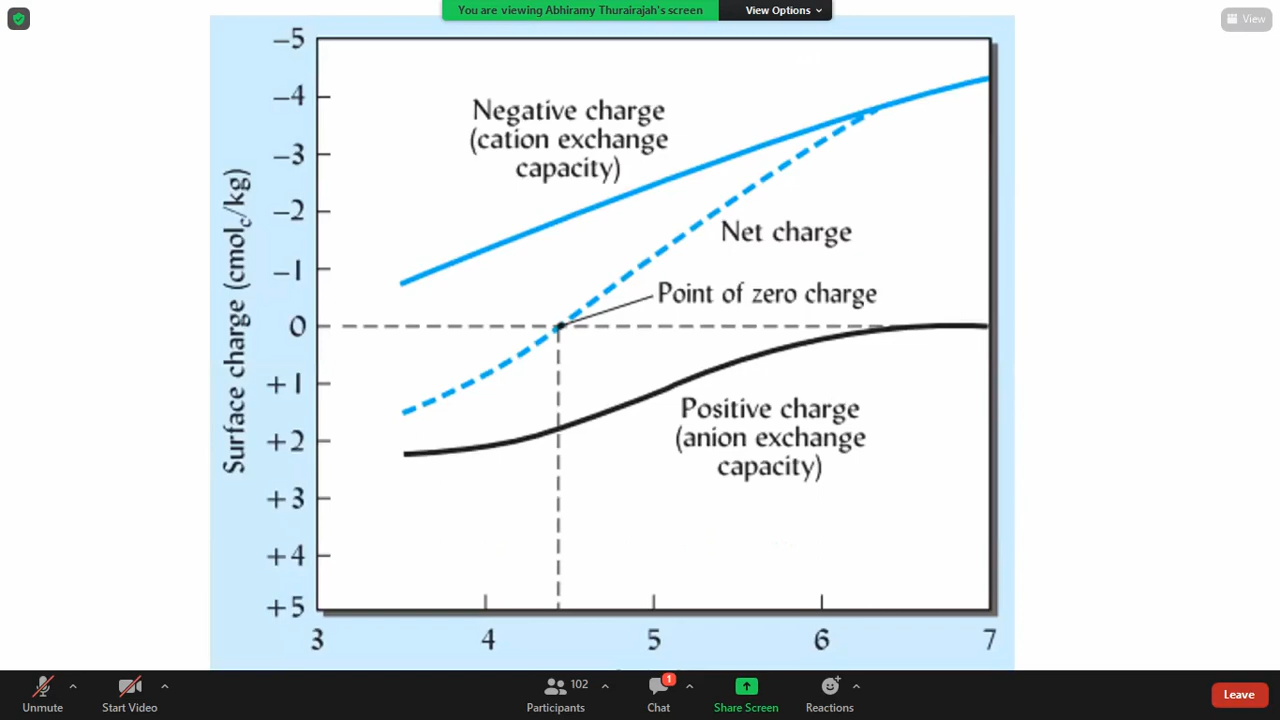 You are viewing Abhiramy Thurairajah's screen
View Options
View
−5
−4
−3
−2
−1
0
+1
+2
+3
+4
+5
Surface charge (cmolc/kg)
Negative charge
(cation exchange
capacity)
Net charge
Point of zero charge
Positive charge
(anion exchange
capacity)
3
4
5
6
7
Unmute
Start Video
102
Participants
1
Chat
Share Screen
Reactions
Leave